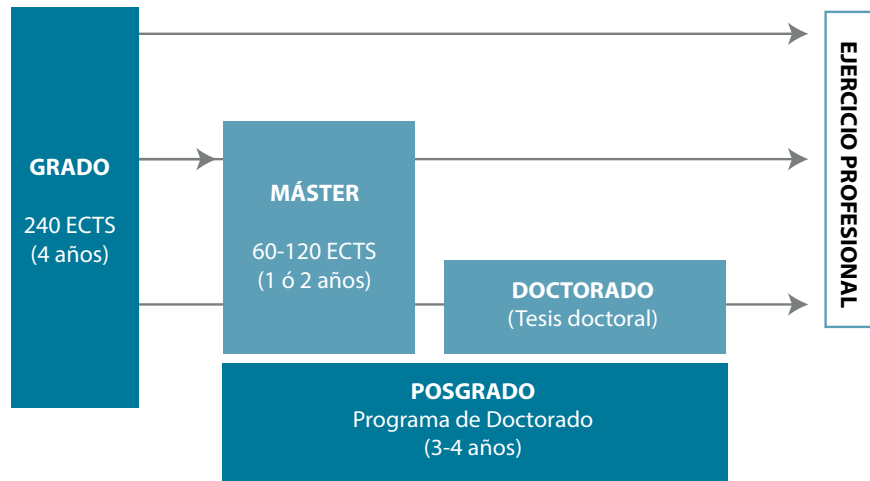 GRADO
240 ECTS
(4 años)
MÁSTER
60-120 ECTS
(1 ó 2 años)
DOCTORADO
(Tesis doctoral)
POSGRADO
Programa de Doctorado
(3-4 años)
EJERCICIO PROFESIONAL